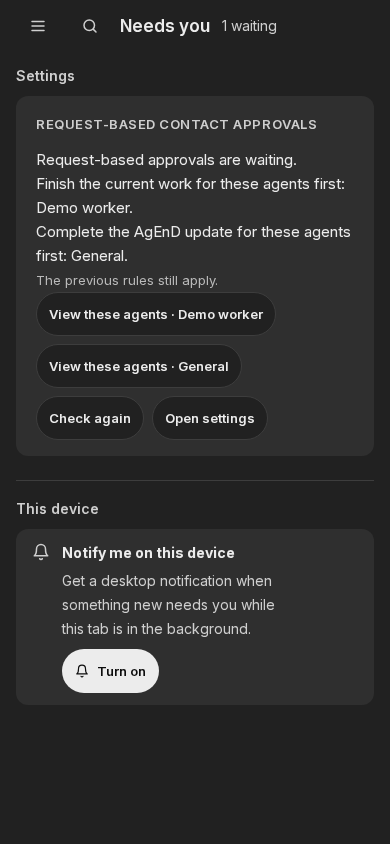 Needs you 1 waiting
Settings
REQUEST-BASED CONTACT APPROVALS
Request-based approvals are waiting.
Finish the current work for these agents first:
Demo worker.
Complete the AgEnD update for these agents
first: General.
The previous rules still apply.
View these agents · Demo worker
View these agents · General
Check again Open settings
This device
Notify me on this device
Get a desktop notification when
something new needs you while
this tab is in the background.
Turn on